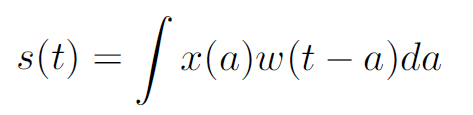 s(t) = ∫ x(a)w(t − a)da